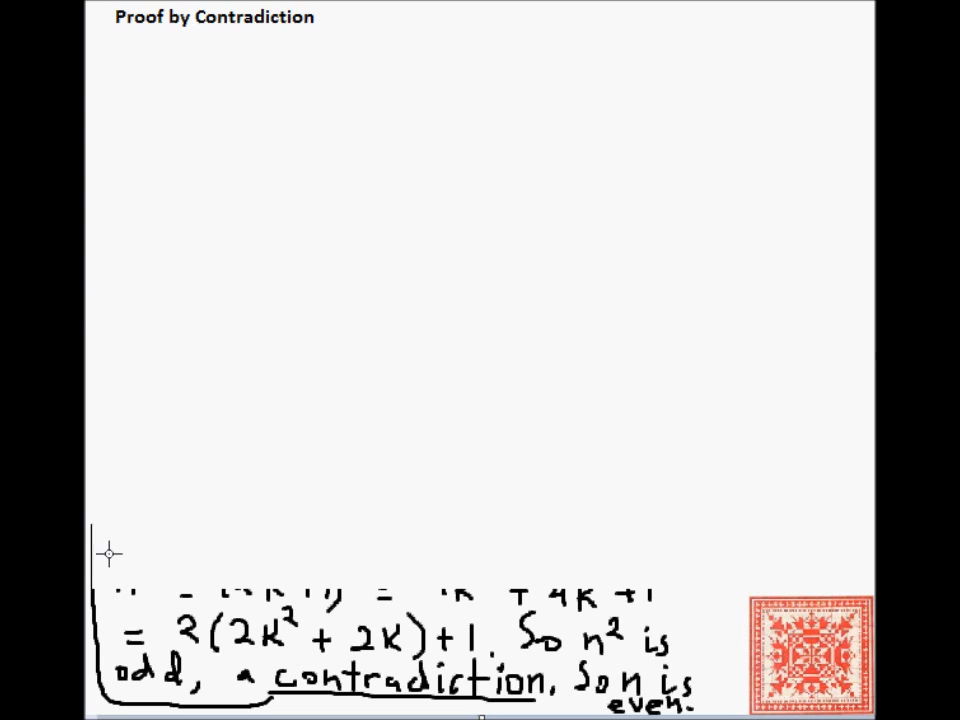 Proof by Contradiction
= 2(2k² + 2k) + 1. So n² is
odd, a contradiction. So n is
even.